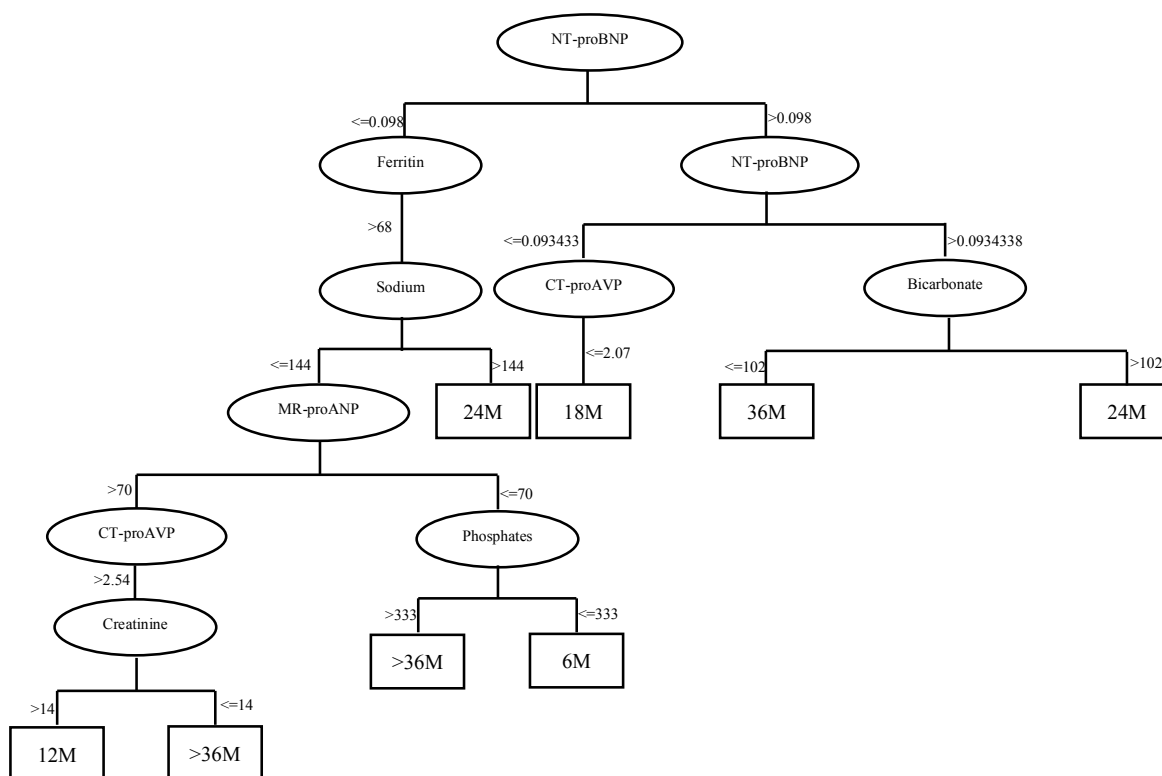 NT-proBNP
<=0.098
>0.098
Ferritin
NT-proBNP
>68
<=0.093433
>0.0934338
Sodium
CT-proAVP
Bicarbonate
<=144
>144
<=2.07
<=102
>102
MR-proANP
24M
18M
36M
24M
>70
<=70
CT-proAVP
Phosphates
>2.54
Creatinine
>333
<=333
>36M
6M
>14
<=14
12M
>36M